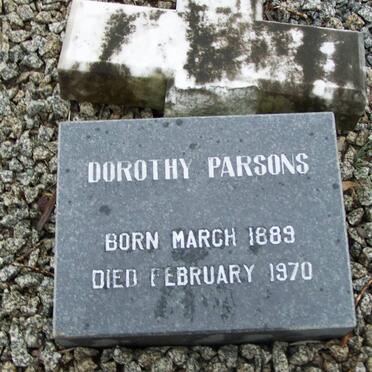 DOROTHY PARSONS
BORN MARCH 1889
DIED FEBRUARY 1970